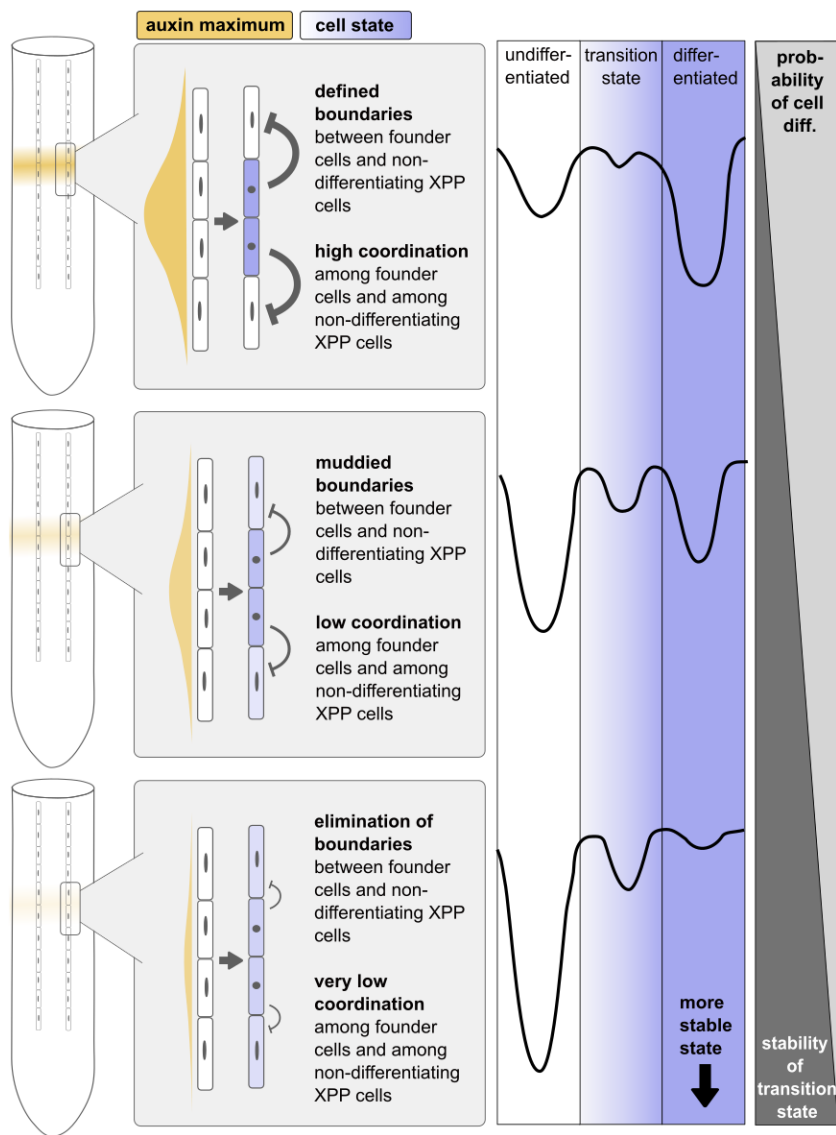 auxin maximum
cell state
defined
boundaries
between founder
cells and non-
differentiating XPP
cells
high coordination
among founder
cells and among
non-differentiating
XPP cells
undiffer-
entiated
transition
state
differ-
entiated
prob-
ability
of cell
diff.
muddied
boundaries
between founder
cells and non-
differentiating XPP
cells
low coordination
among founder
cells and among
non-differentiating
XPP cells
elimination of
boundaries
between founder
cells and non-
differentiating XPP
cells
very low
coordination
among founder
cells and among
non-differentiating
XPP cells
more
stable
state
stability
of
transition
state